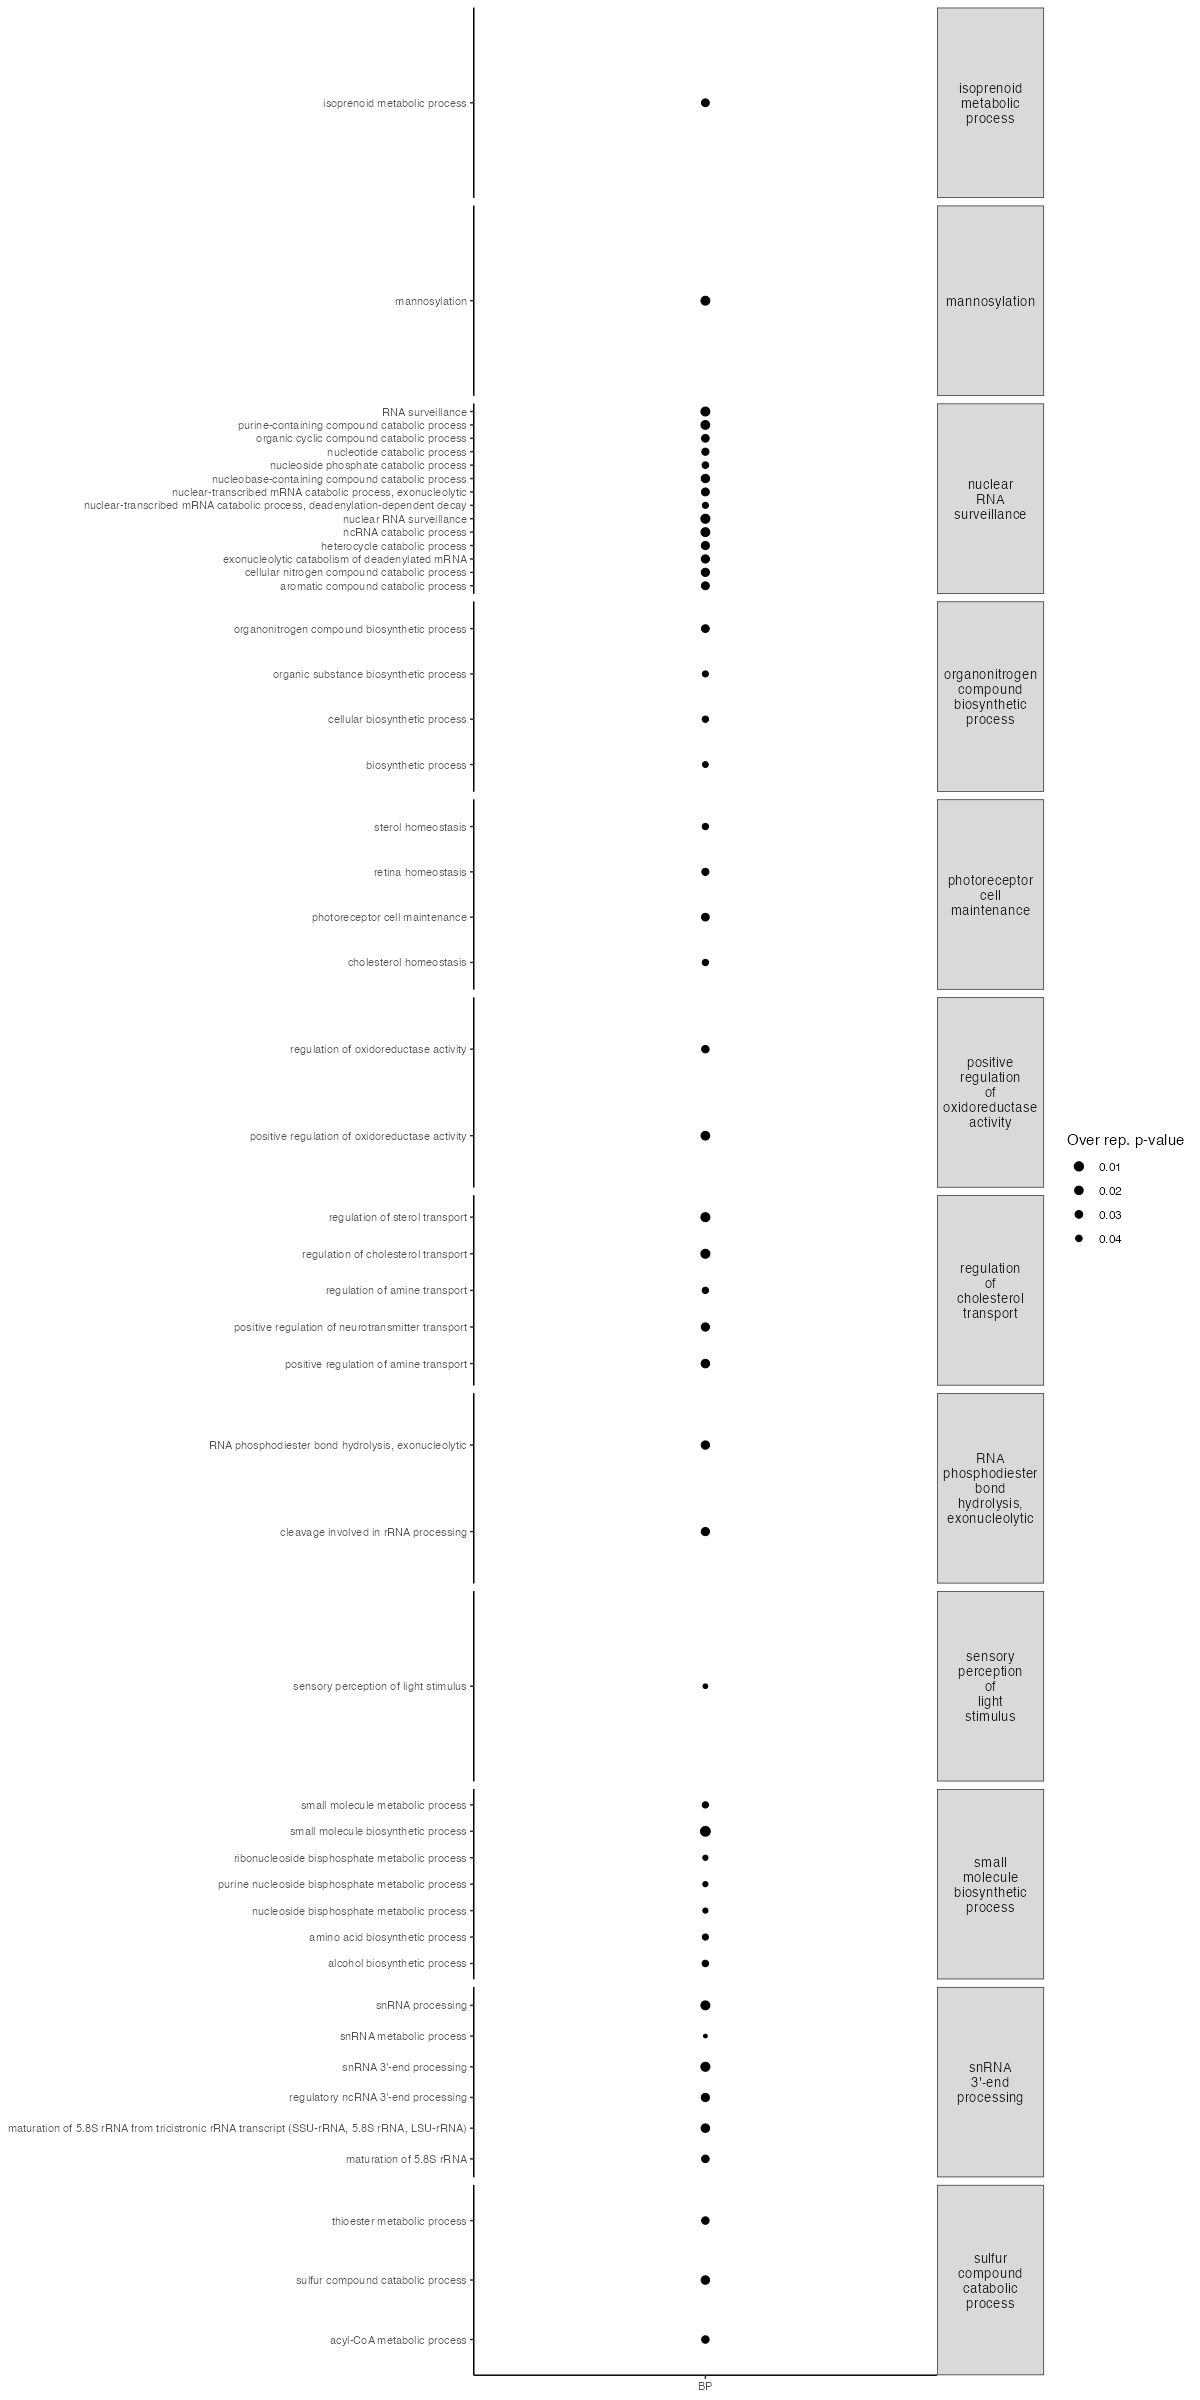 isoprenoid metabolic process
isoprenoid
metabolic
process
mannosylation
mannosylation
RNA surveillance
purine-containing compound catabolic process
organic cyclic compound catabolic process
nucleotide catabolic process
nucleoside phosphate catabolic process
nucleobase-containing compound catabolic process
nuclear-transcribed mRNA catabolic process, exonucleolytic
nuclear-transcribed mRNA catabolic process, deadenylation-dependent decay
nuclear RNA surveillance
ncRNA catabolic process
heterocycle catabolic process
exonucleolytic catabolism of deadenylated mRNA
cellular nitrogen compound catabolic process
aromatic compound catabolic process
nuclear
RNA
surveillance
organonitrogen compound biosynthetic process
organic substance biosynthetic process
cellular biosynthetic process
biosynthetic process
organonitrogen
compound
biosynthetic
process
sterol homeostasis
retina homeostasis
photoreceptor cell maintenance
cholesterol homeostasis
photoreceptor
cell
maintenance
regulation of oxidoreductase activity
positive regulation of oxidoreductase activity
positive
regulation
of
oxidoreductase
activity
regulation of sterol transport
regulation of cholesterol transport
regulation of amine transport
positive regulation of neurotransmitter transport
positive regulation of amine transport
regulation
of
cholesterol
transport
RNA phosphodiester bond hydrolysis, exonucleolytic
cleavage involved in rRNA processing
RNA
phosphodiester
bond
hydrolysis,
exonucleolytic
sensory perception of light stimulus
sensory
perception
of
light
stimulus
small molecule metabolic process
small molecule biosynthetic process
ribonucleoside bisphosphate metabolic process
purine nucleoside bisphosphate metabolic process
nucleoside bisphosphate metabolic process
amino acid biosynthetic process
alcohol biosynthetic process
small
molecule
biosynthetic
process
snRNA processing
snRNA metabolic process
snRNA 3'-end processing
regulatory ncRNA 3'-end processing
maturation of 5.8S rRNA from tricistronic rRNA transcript (SSU-rRNA, 5.8S rRNA, LSU-rRNA)
maturation of 5.8S rRNA
snRNA
3'-end
processing
thioester metabolic process
sulfur compound catabolic process
acyl-CoA metabolic process
sulfur
compound
catabolic
process
BP
Over rep. p-value
0.01
0.02
0.03
0.04